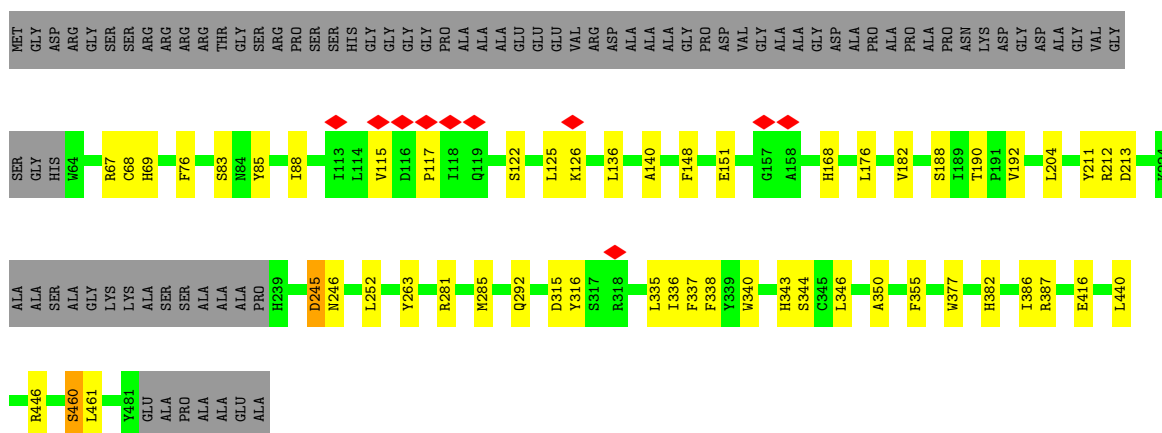 MET GLY ASP ARG GLY SER SER ARG ARG ARG ARG THR GLY SER ARG PRO SER SER HIS GLY GLY GLY GLY PRO ALA ALA ALA GLU GLU GLU VAL ARG ASP ALA ALA ALA GLY PRO ASP VAL GLY ALA ALA GLY ASP ALA PRO ALA PRO ALA PRO ASN LYS ASP GLY ASP ALA GLY VAL GLY
SER GLY HIS W64 R67 C68 H69 F76 S83 N84 Y85 I88 I113 L114 V115 D116 P117 I118 Q119 S122 L125 K126 L136 A140 F148 E151 G157 A158 H168 L176 V182 S188 I189 T190 P191 V192 L204 Y211 R212 D213 K224
ALA ALA SER ALA GLY LYS LYS ALA SER SER ALA ALA ALA PRO H239 D245 N246 L252 Y263 R281 M285 Q292 D315 Y316 S317 R318 L335 I336 F337 F338 Y339 W340 H343 S344 C345 L346 A350 F355 W377 H382 I386 R387 E416 L440
R446 S460 L461 Y481 GLU ALA PRO ALA ALA GLU ALA